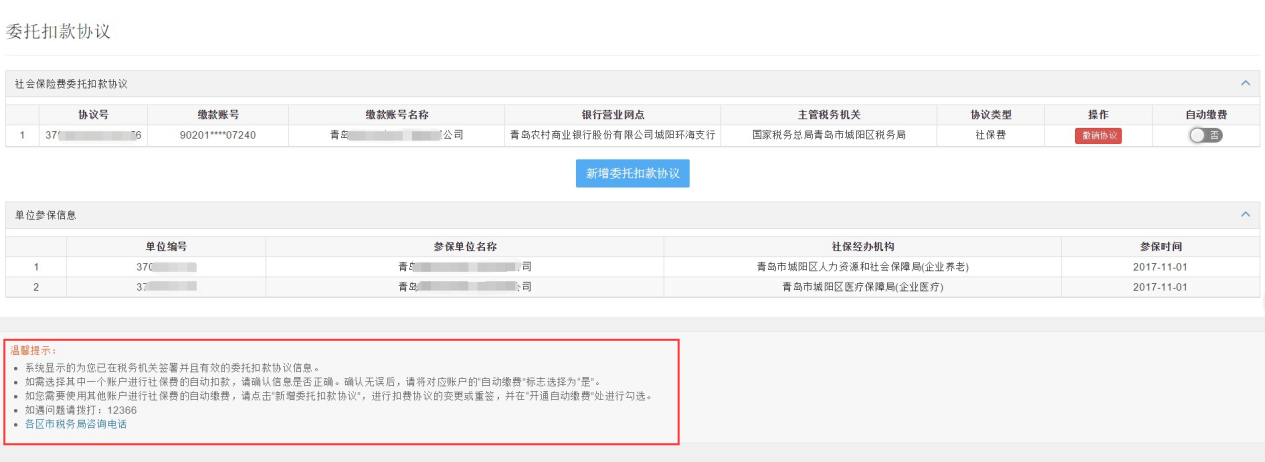 委托扣款协议
社会保险费委托扣款协议
协议号 缴款账号 缴款账号名称 银行营业网点 主管税务机关 协议类型 操作 自动缴费
1 37 6 90201****07240 青岛 公司 青岛农村商业银行股份有限公司城阳环海支行 国家税务总局青岛市城阳区税务局 社保费 撤销协议 否
新增委托扣款协议
单位参保信息
单位编号 参保单位名称 社保经办机构 参保时间
1 370 青岛 司 青岛市城阳区人力资源和社会保障局(企业养老) 2017-11-01
2 37 青岛 司 青岛市城阳区医疗保障局(企业医疗) 2017-11-01
温馨提示：
系统显示的为您已在税务机关签署并且有效的委托扣款协议信息。
如需选择其中一个账户进行社保费的自动扣款，请确认信息是否正确。确认无误后，请将对应账户的"自动缴费"标志选择为"是"。
如您需要使用其他账户进行社保费的自动缴费，请点击"新增委托扣款协议"，进行扣费协议的变更或重签，并在"开通自动缴费"处进行勾选。
如遇问题请拨打：12366
各区市税务局咨询电话